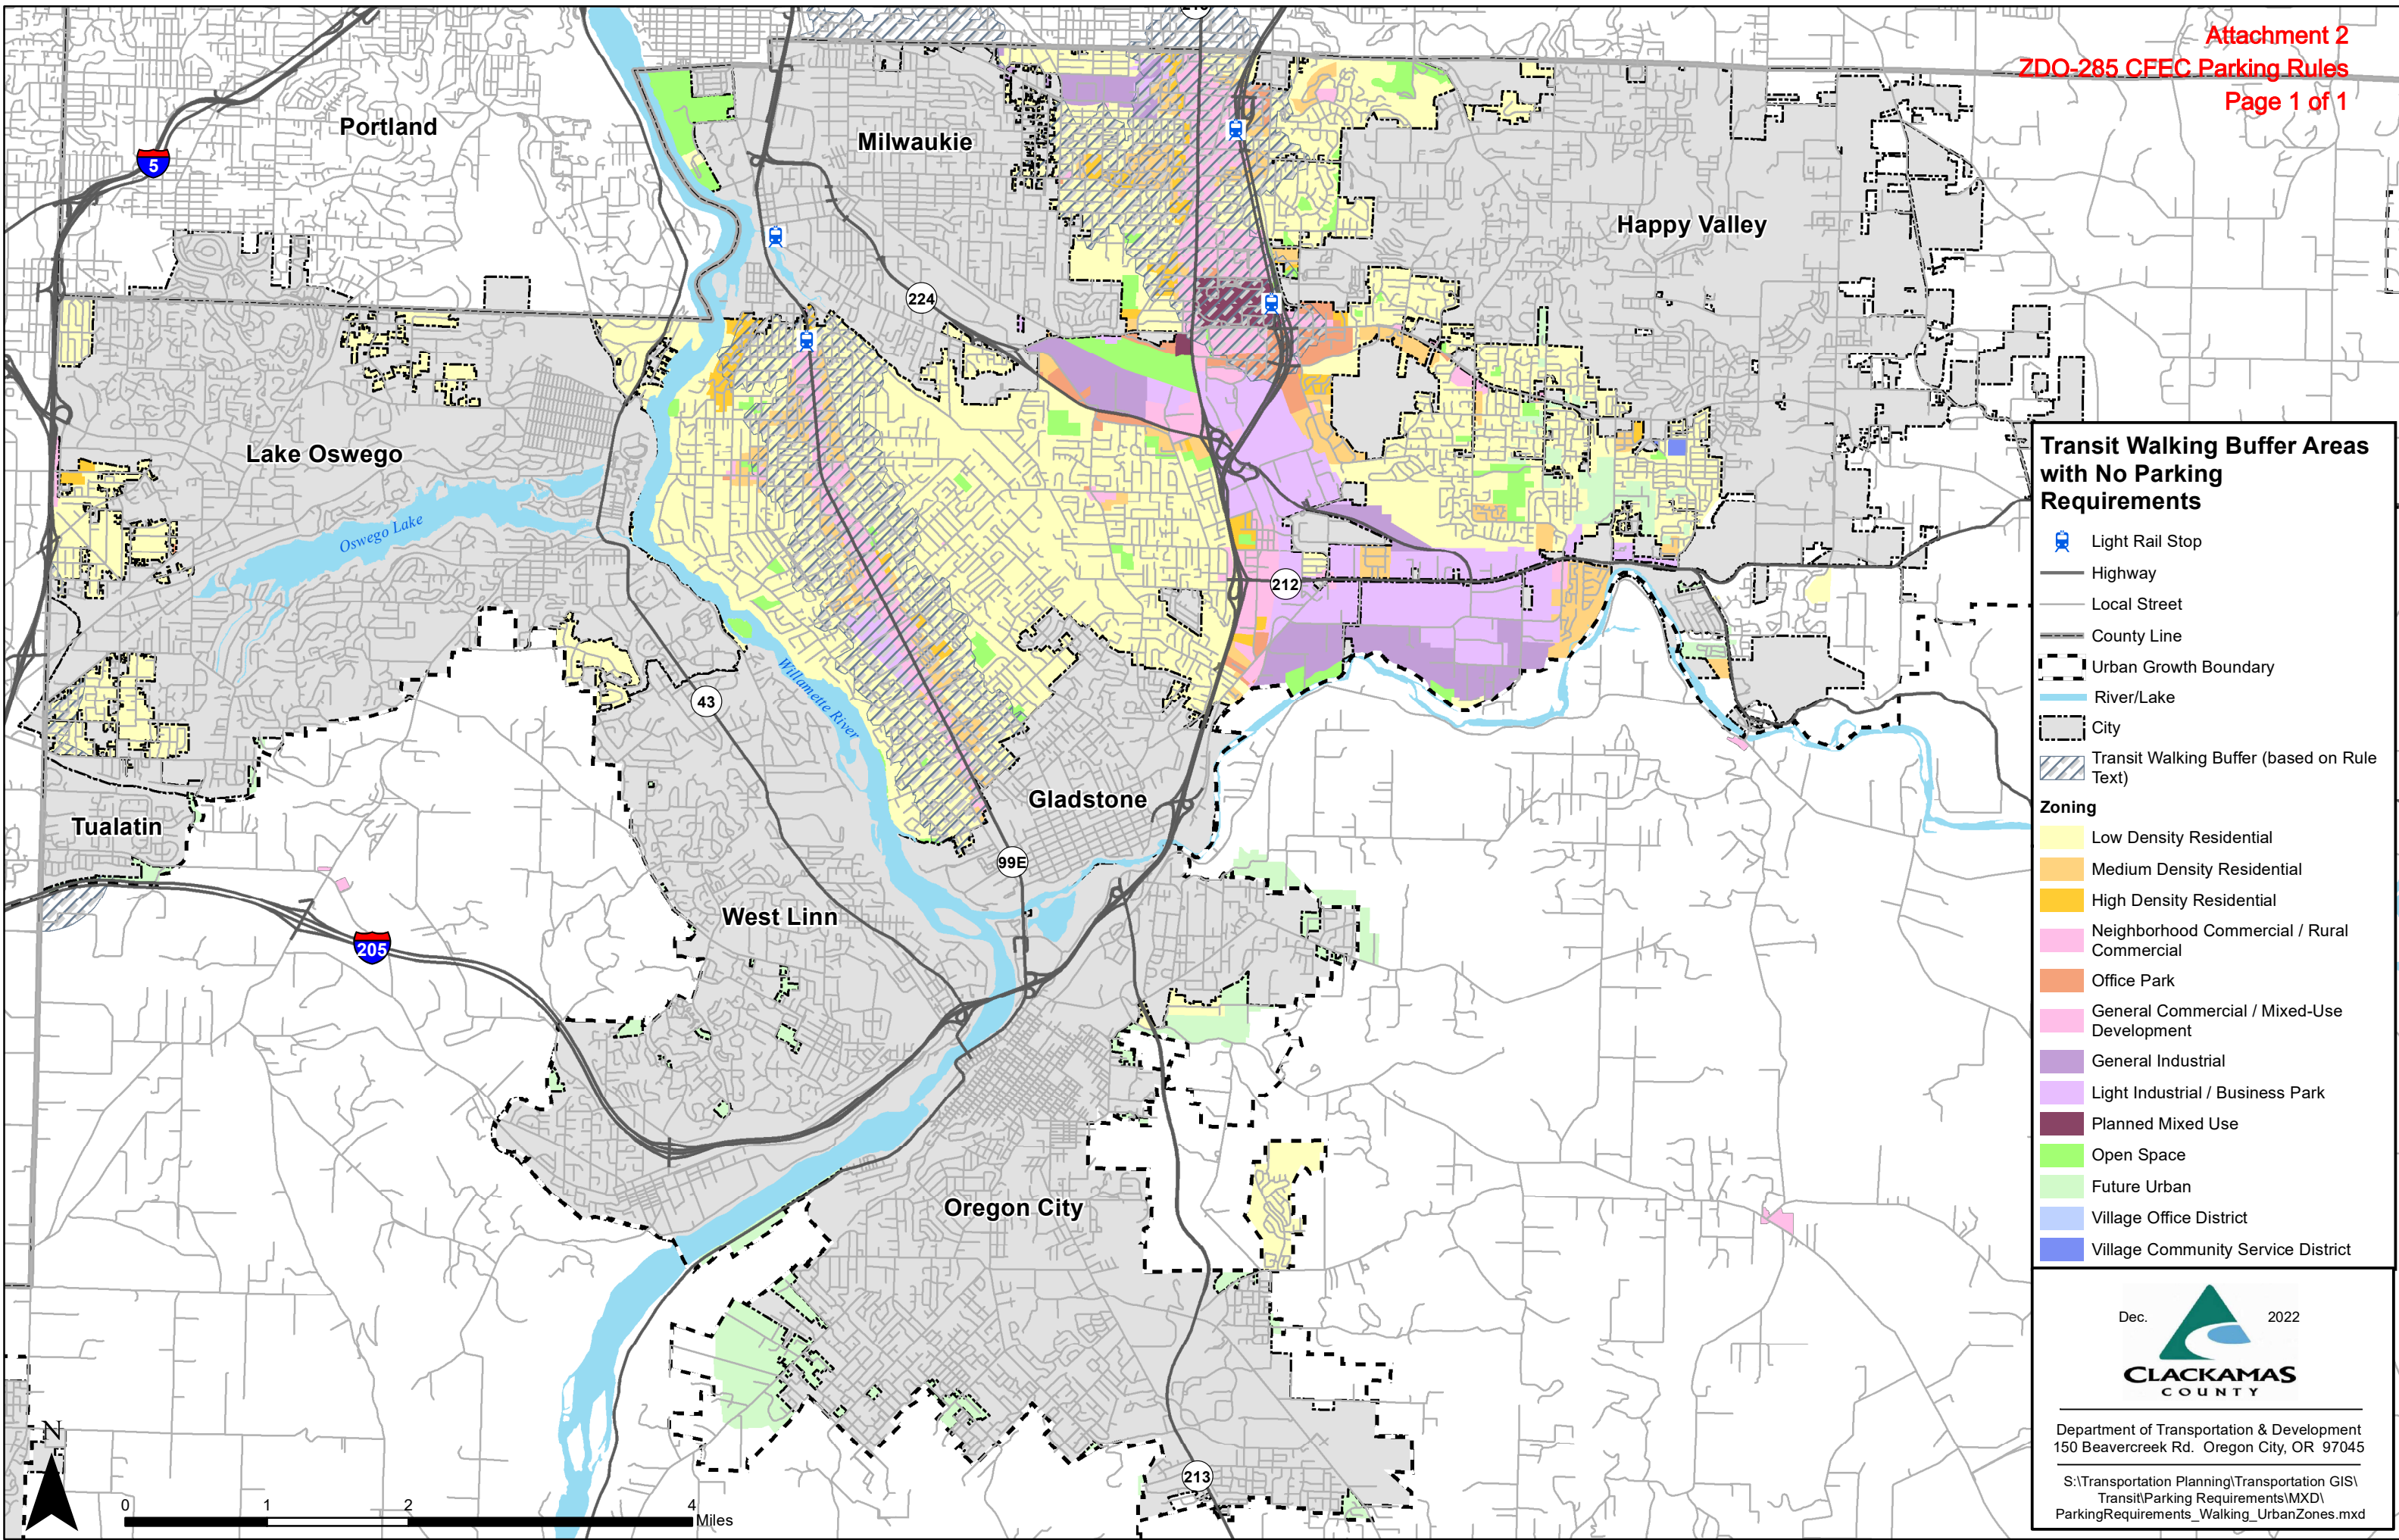 213
Attachment 2
ZDO-285 CFEC Parking Rules
Page 1 of 1
Portland
5
Milwaukie
Happy Valley
224
Lake Oswego
Oswego Lake
212
43
Willamette River
Gladstone
Tualatin
99E
West Linn
205
Oregon City
213
N
0 1 2 4
Miles
Transit Walking Buffer Areas
with No Parking
Requirements
Light Rail Stop
Highway
Local Street
County Line
Urban Growth Boundary
River/Lake
City
Transit Walking Buffer (based on Rule
Text)
Zoning
Low Density Residential
Medium Density Residential
High Density Residential
Neighborhood Commercial / Rural
Commercial
Office Park
General Commercial / Mixed-Use
Development
General Industrial
Light Industrial / Business Park
Planned Mixed Use
Open Space
Future Urban
Village Office District
Village Community Service District
Dec. 2022
CLACKAMAS
COUNTY
Department of Transportation & Development
150 Beavercreek Rd. Oregon City, OR 97045
S:\Transportation Planning\Transportation GIS\
Transit\Parking Requirements\MXD\
ParkingRequirements_Walking_UrbanZones.mxd